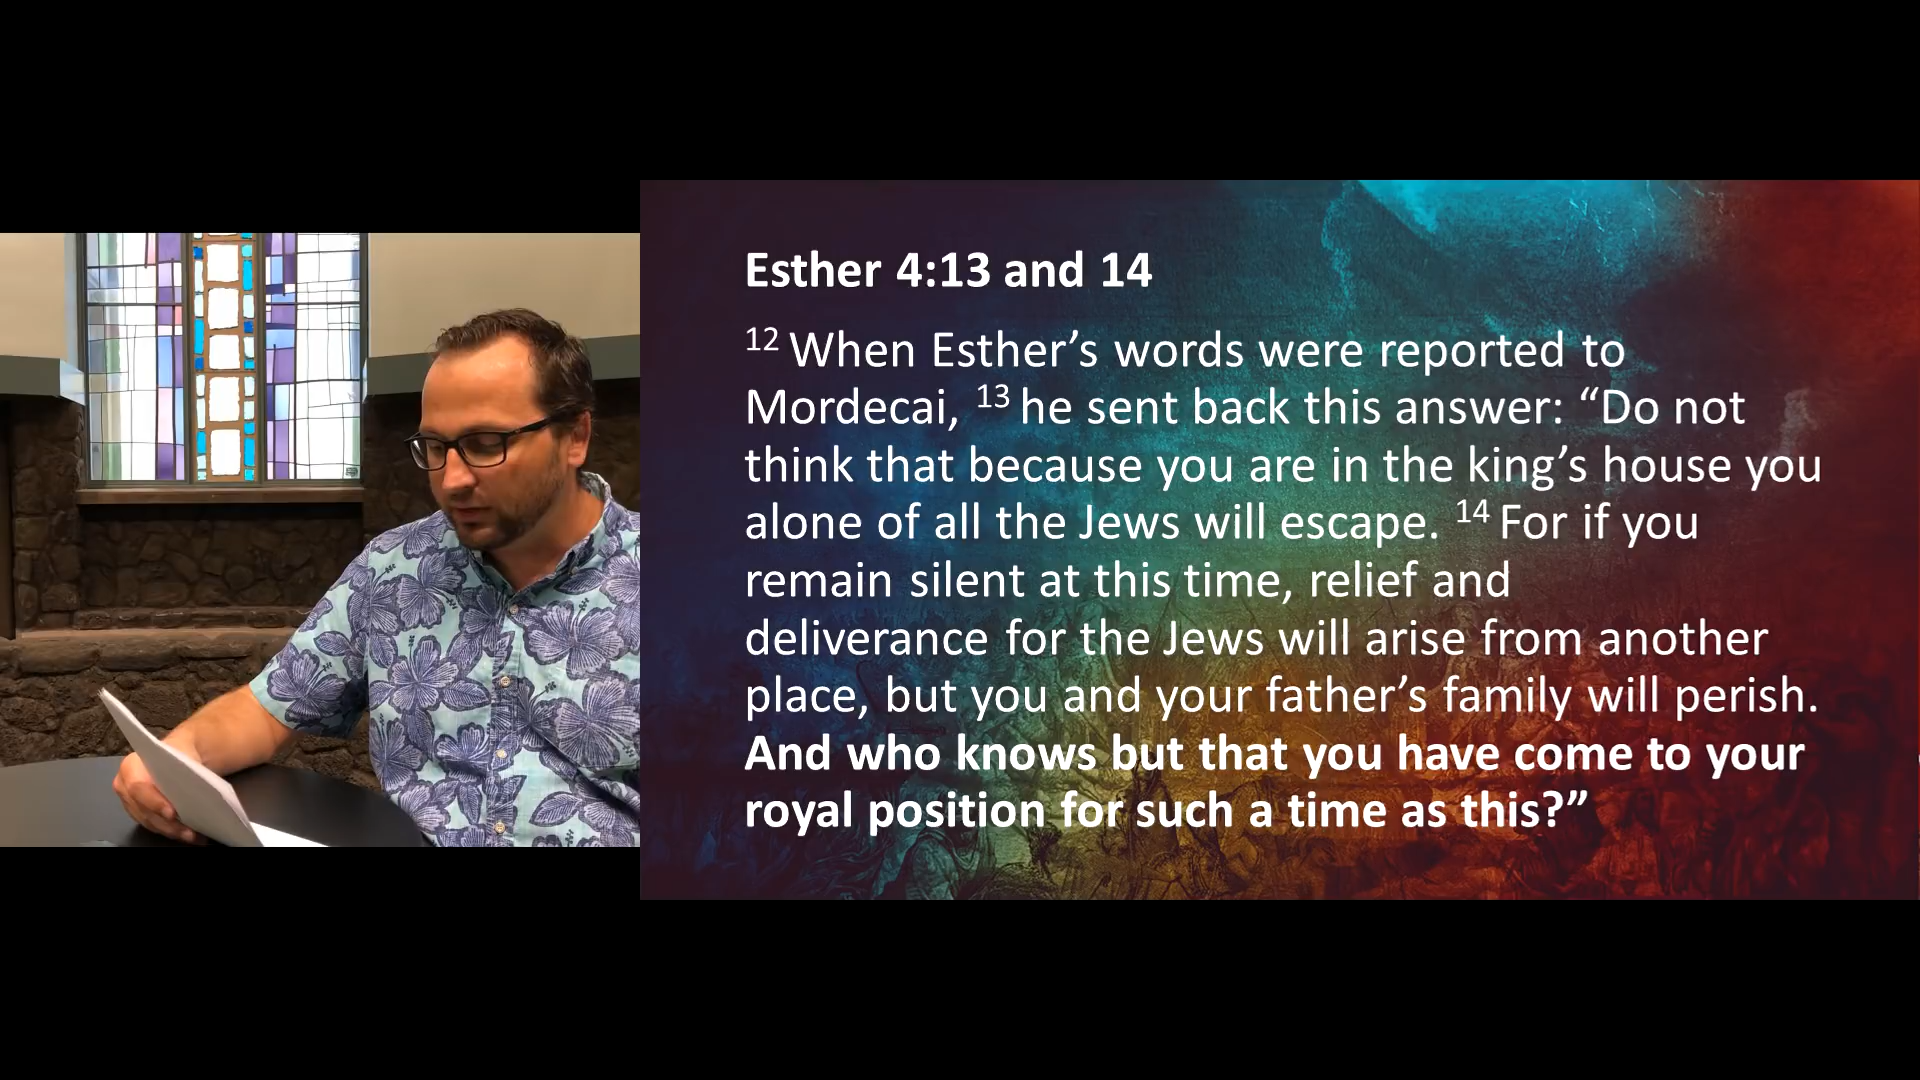 Esther 4:13 and 14
12 When Esther’s words were reported to
Mordecai, 13 he sent back this answer: “Do not
think that because you are in the king’s house you
alone of all the Jews will escape. 14 For if you
remain silent at this time, relief and
deliverance for the Jews will arise from another
place, but you and your father’s family will perish.
And who knows but that you have come to your
royal position for such a time as this?”